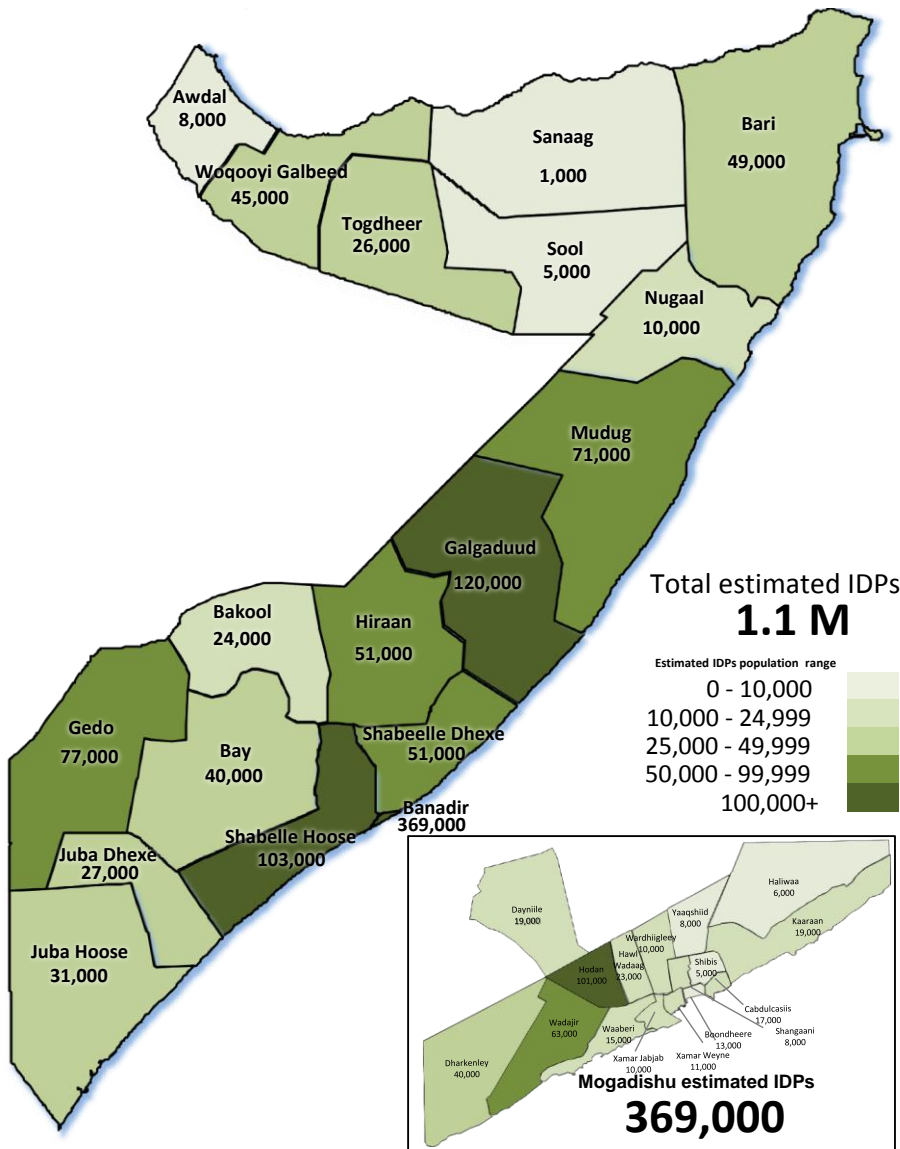 Awdal
8,000
Woqooyi Galbeed
45,000
Togdheer
26,000
Sanaag
1,000
Bari
49,000
Sool
5,000
Nugaal
10,000
Mudug
71,000
Galgaduud
120,000
Total estimated IDPs
1.1 M
Estimated IDPs population range
0 - 10,000
10,000 - 24,999
25,000 - 49,999
50,000 - 99,999
100,000+
Bakool
24,000
Hiraan
51,000
Gedo
77,000
Bay
40,000
Shabeelle Dhexe
51,000
Banadir
369,000
Shabelle Hoose
103,000
Juba Dhexe
27,000
Juba Hoose
31,000
Dayniile
19,000
Haliwaa
6,000
Yaaqshiid
8,000
Kaaraan
19,000
Wardhiigleey
10,000
Hawl
Wadaag
23,000
Hodan
101,000
Shibis
5,000
Cabdulcasiis
17,000
Shangaani
8,000
Boondheere
13,000
Xamar Weyne
11,000
Xamar Jabjab
10,000
Waaberi
15,000
Wadajir
63,000
Dharkenley
40,000
Mogadishu estimated IDPs
369,000